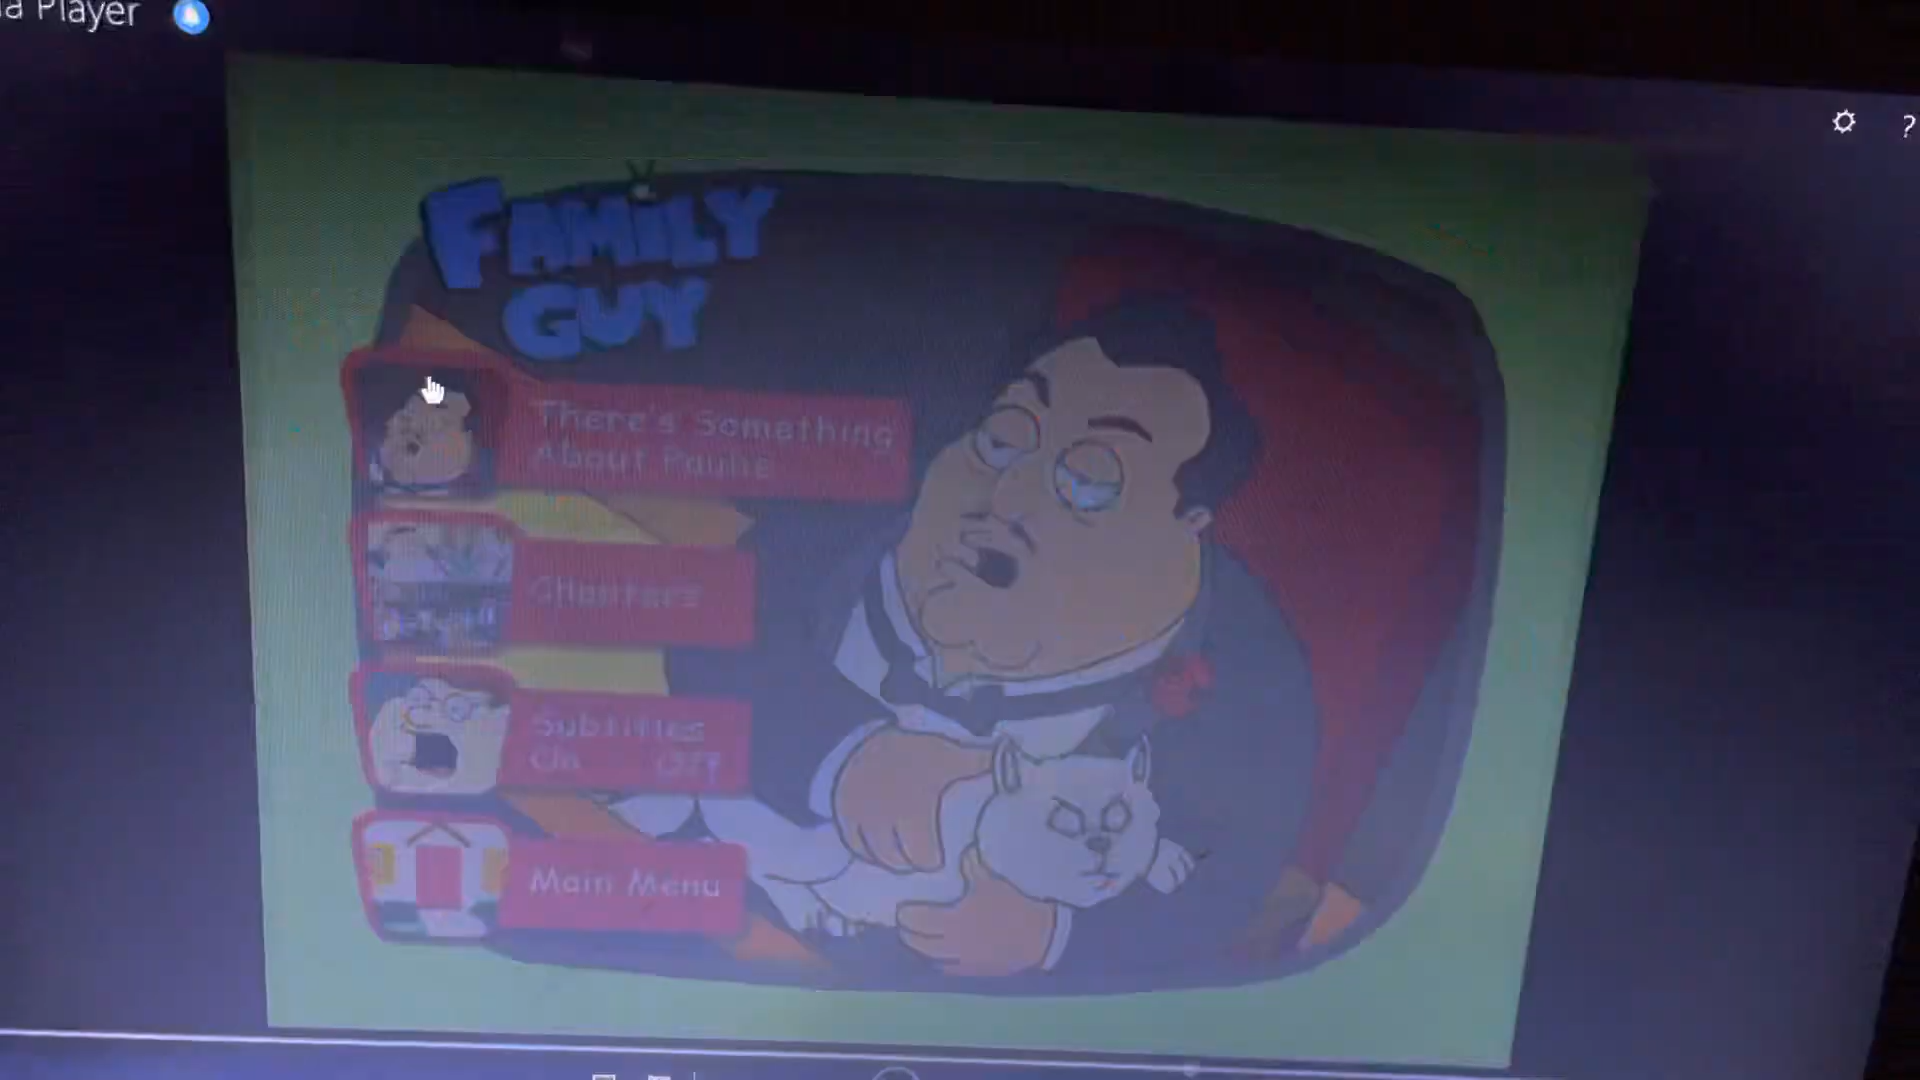 a Player
?
FAMiLY
GUY
There's Something
About Paulie
Chapters
Subtitles
On Off
Main Menu